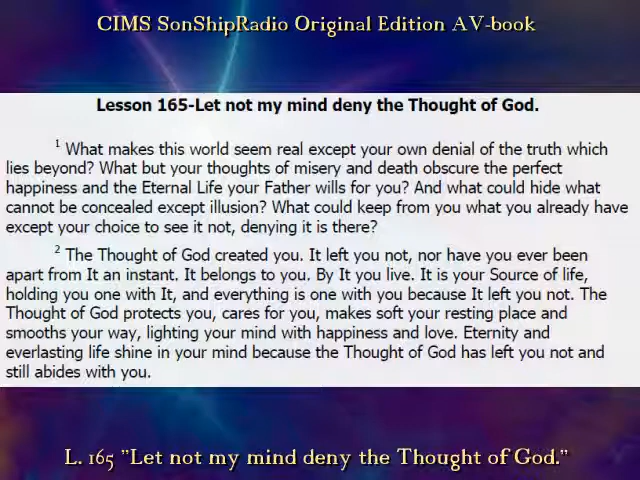 CIMS SonShipRadio Original Edition AV-book
Lesson 165-Let not my mind deny the Thought of God.
1 What makes this world seem real except your own denial of the truth which
lies beyond? What but your thoughts of misery and death obscure the perfect
happiness and the Eternal Life your Father wills for you? And what could hide what
cannot be concealed except illusion? What could keep from you what you already have
except your choice to see it not, denying it is there?
2 The Thought of God created you. It left you not, nor have you ever been
apart from It an instant. It belongs to you. By It you live. It is your Source of life,
holding you one with It, and everything is one with you because It left you not. The
Thought of God protects you, cares for you, makes soft your resting place and
smooths your way, lighting your mind with happiness and love. Eternity and
everlasting life shine in your mind because the Thought of God has left you not and
still abides with you.
L. 165 "Let not my mind deny the Thought of God."